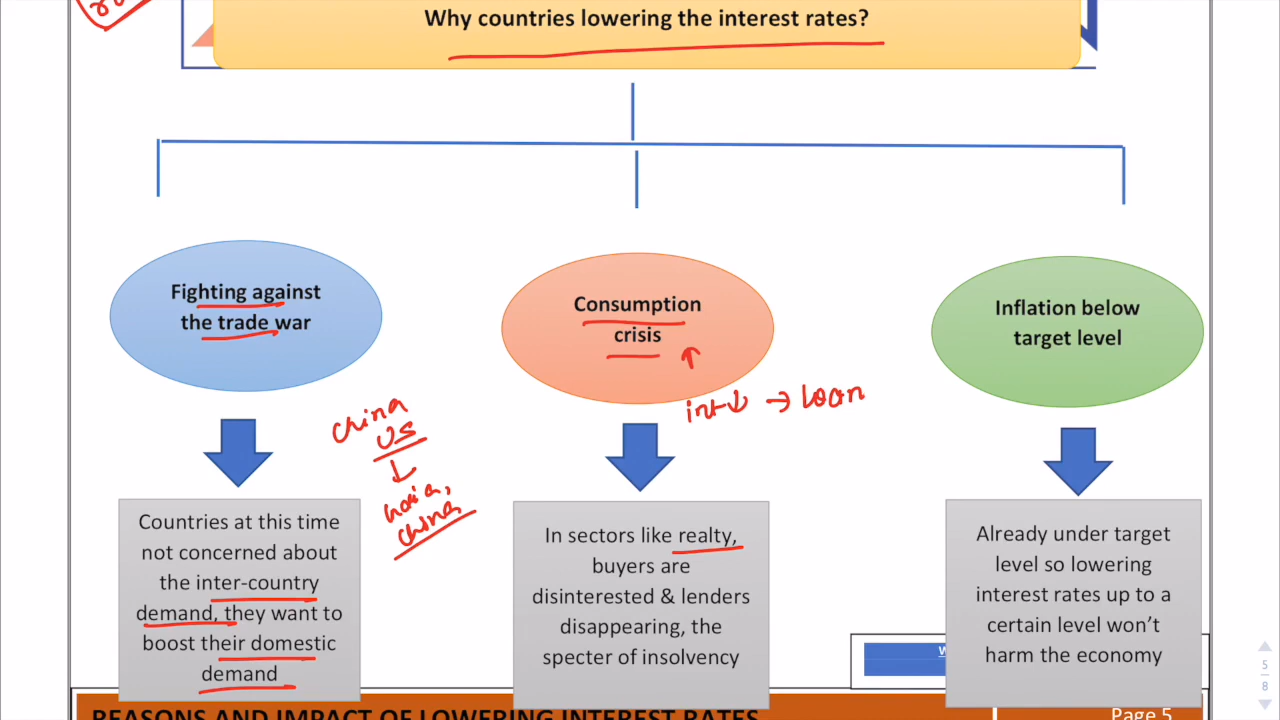 Why countries lowering the interest rates?
Fighting against
the trade war
Consumption
crisis
Inflation below
target level
int↓ → loan
China
US
↓
China
Countries at this time
not concerned about
the inter-country
demand, they want to
boost their domestic
demand
In sectors like realty,
buyers are
disinterested & lenders
disappearing, the
specter of insolvency
Already under target
level so lowering
interest rates up to a
certain level won’t
harm the economy
REASONS AND IMPACT OF LOWERING INTEREST RATES
Page 5
5
8